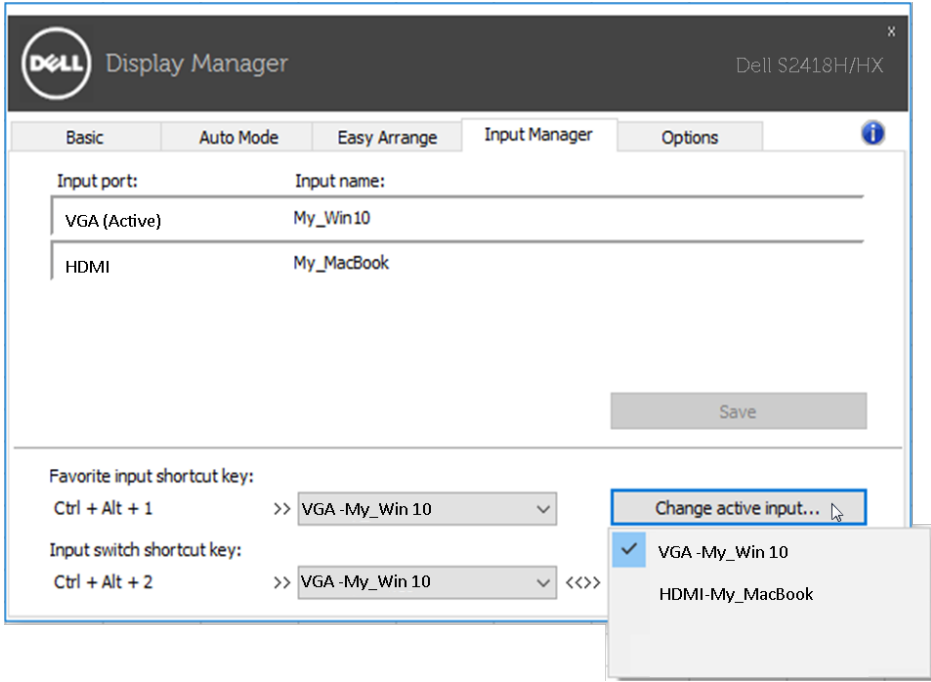 DELL Display Manager
x
Dell S2418H/HX
Basic Auto Mode Easy Arrange Input Manager Options i
Input port: Input name:
VGA (Active) My_Win10
HDMI My_MacBook
Save
Favorite input shortcut key:
Ctrl + Alt + 1 >> VGA -My_Win 10 Change active input...
Input switch shortcut key:
Ctrl + Alt + 2 >> VGA -My_Win 10 <<>>
VGA -My_Win 10
HDMI-My_MacBook